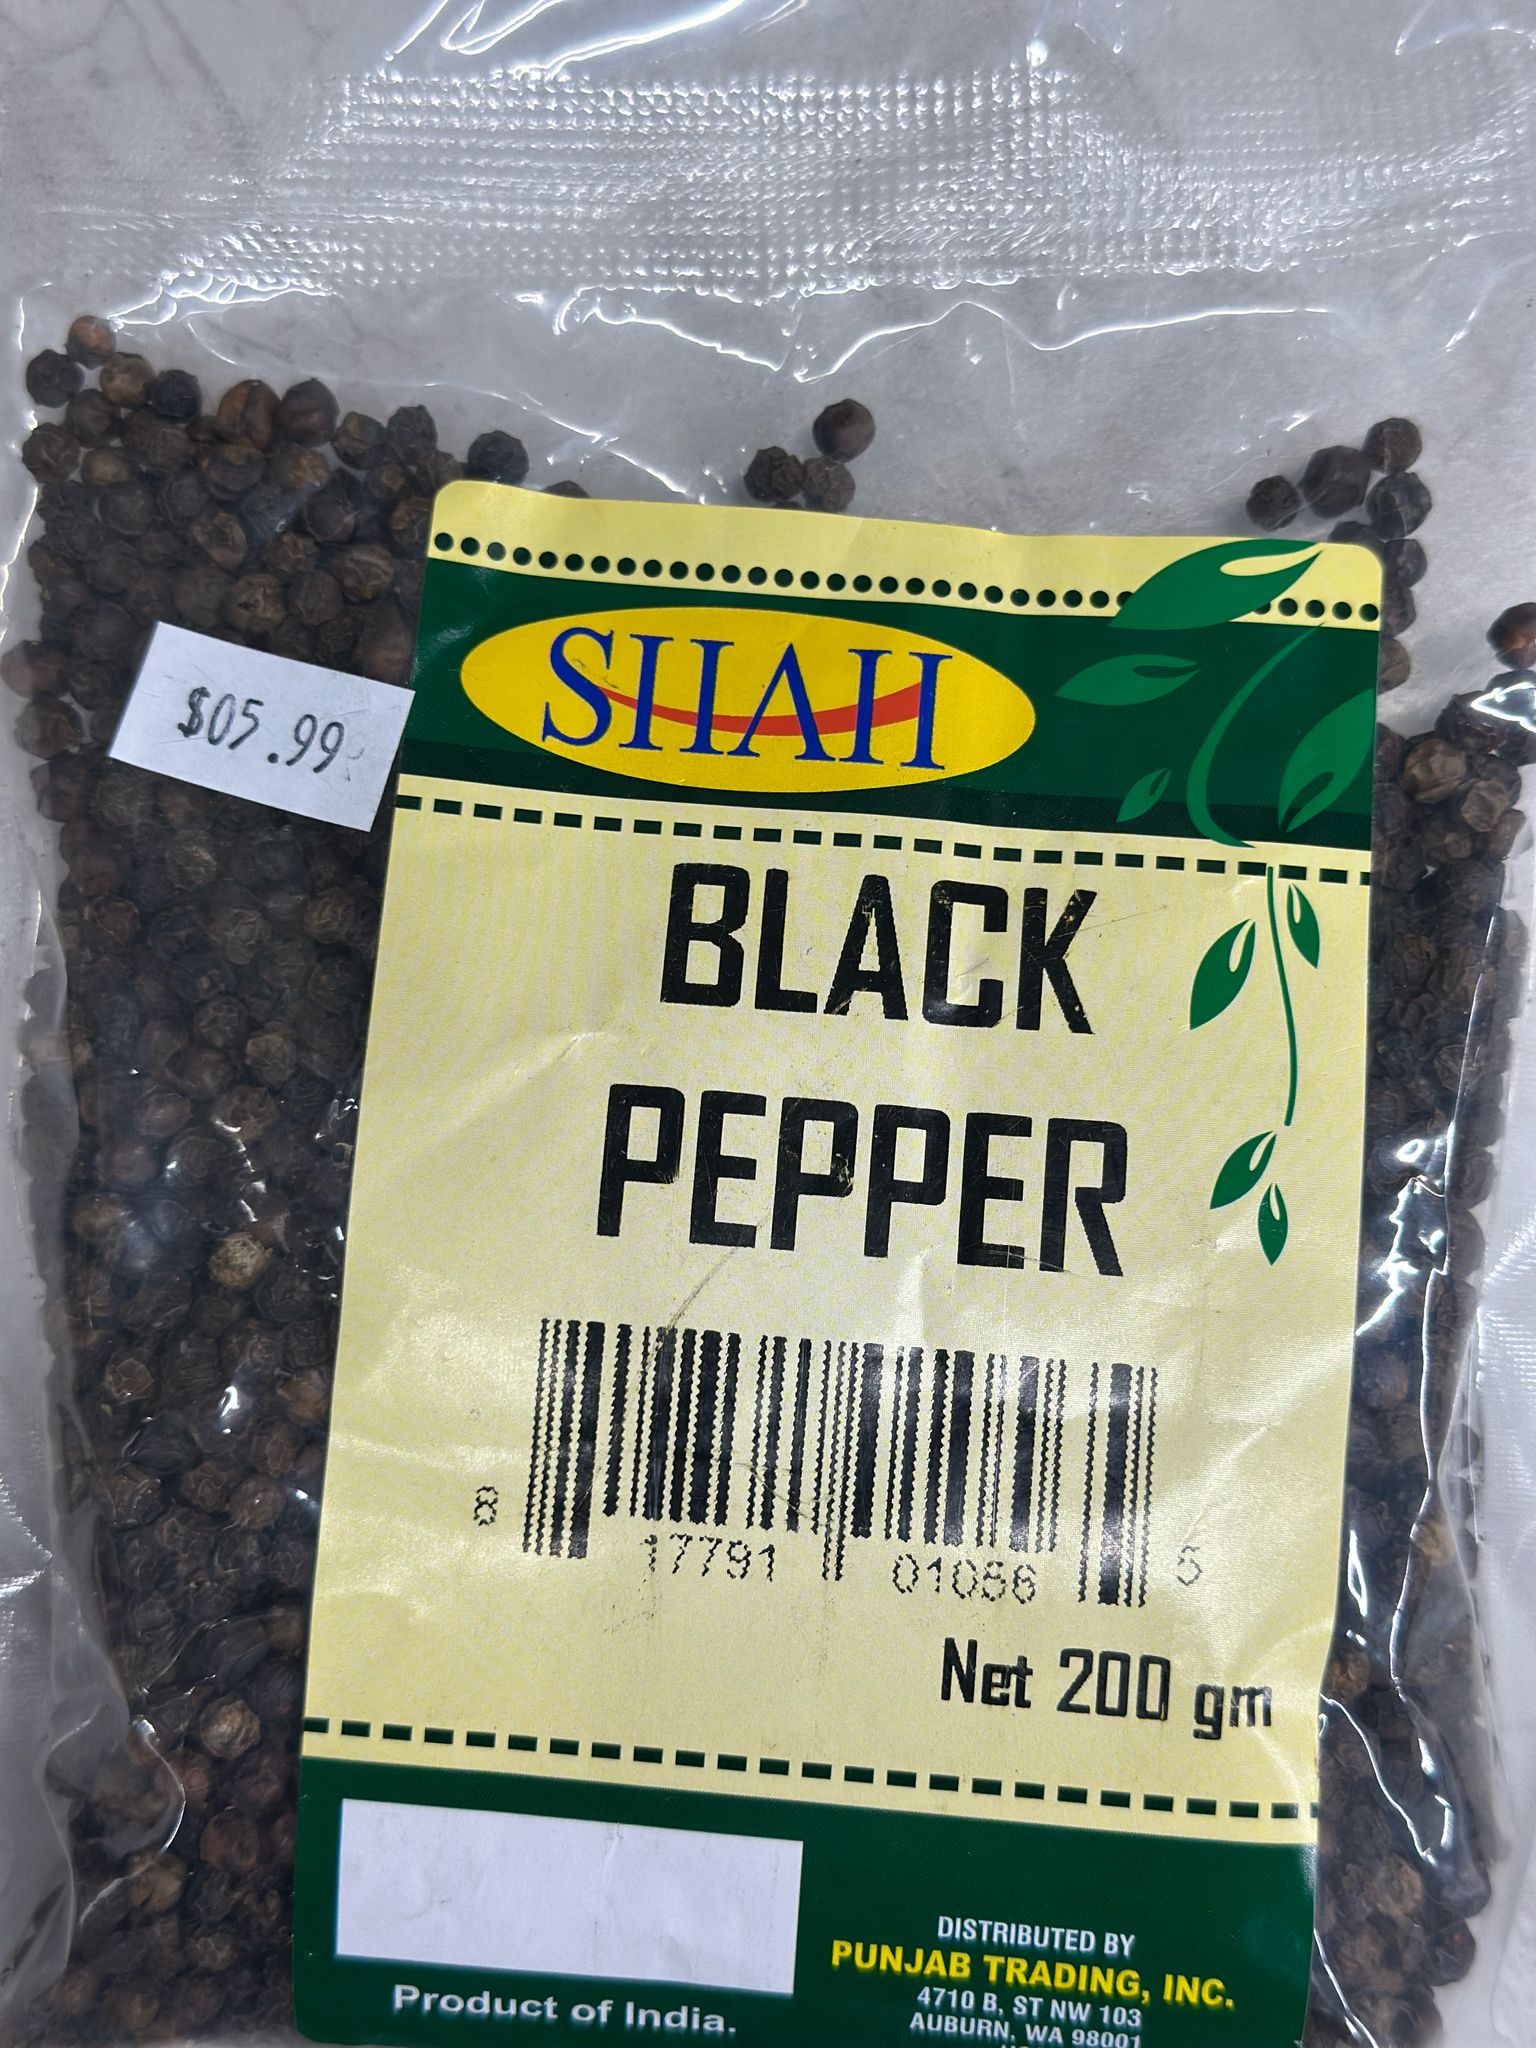 $05.99
SHAH
BLACK
PEPPER
8 17791 01086 5
Net 200 gm
Product of India.
DISTRIBUTED BY
PUNJAB TRADING, INC.
4710 B, ST NW 103
AUBURN, WA 98001